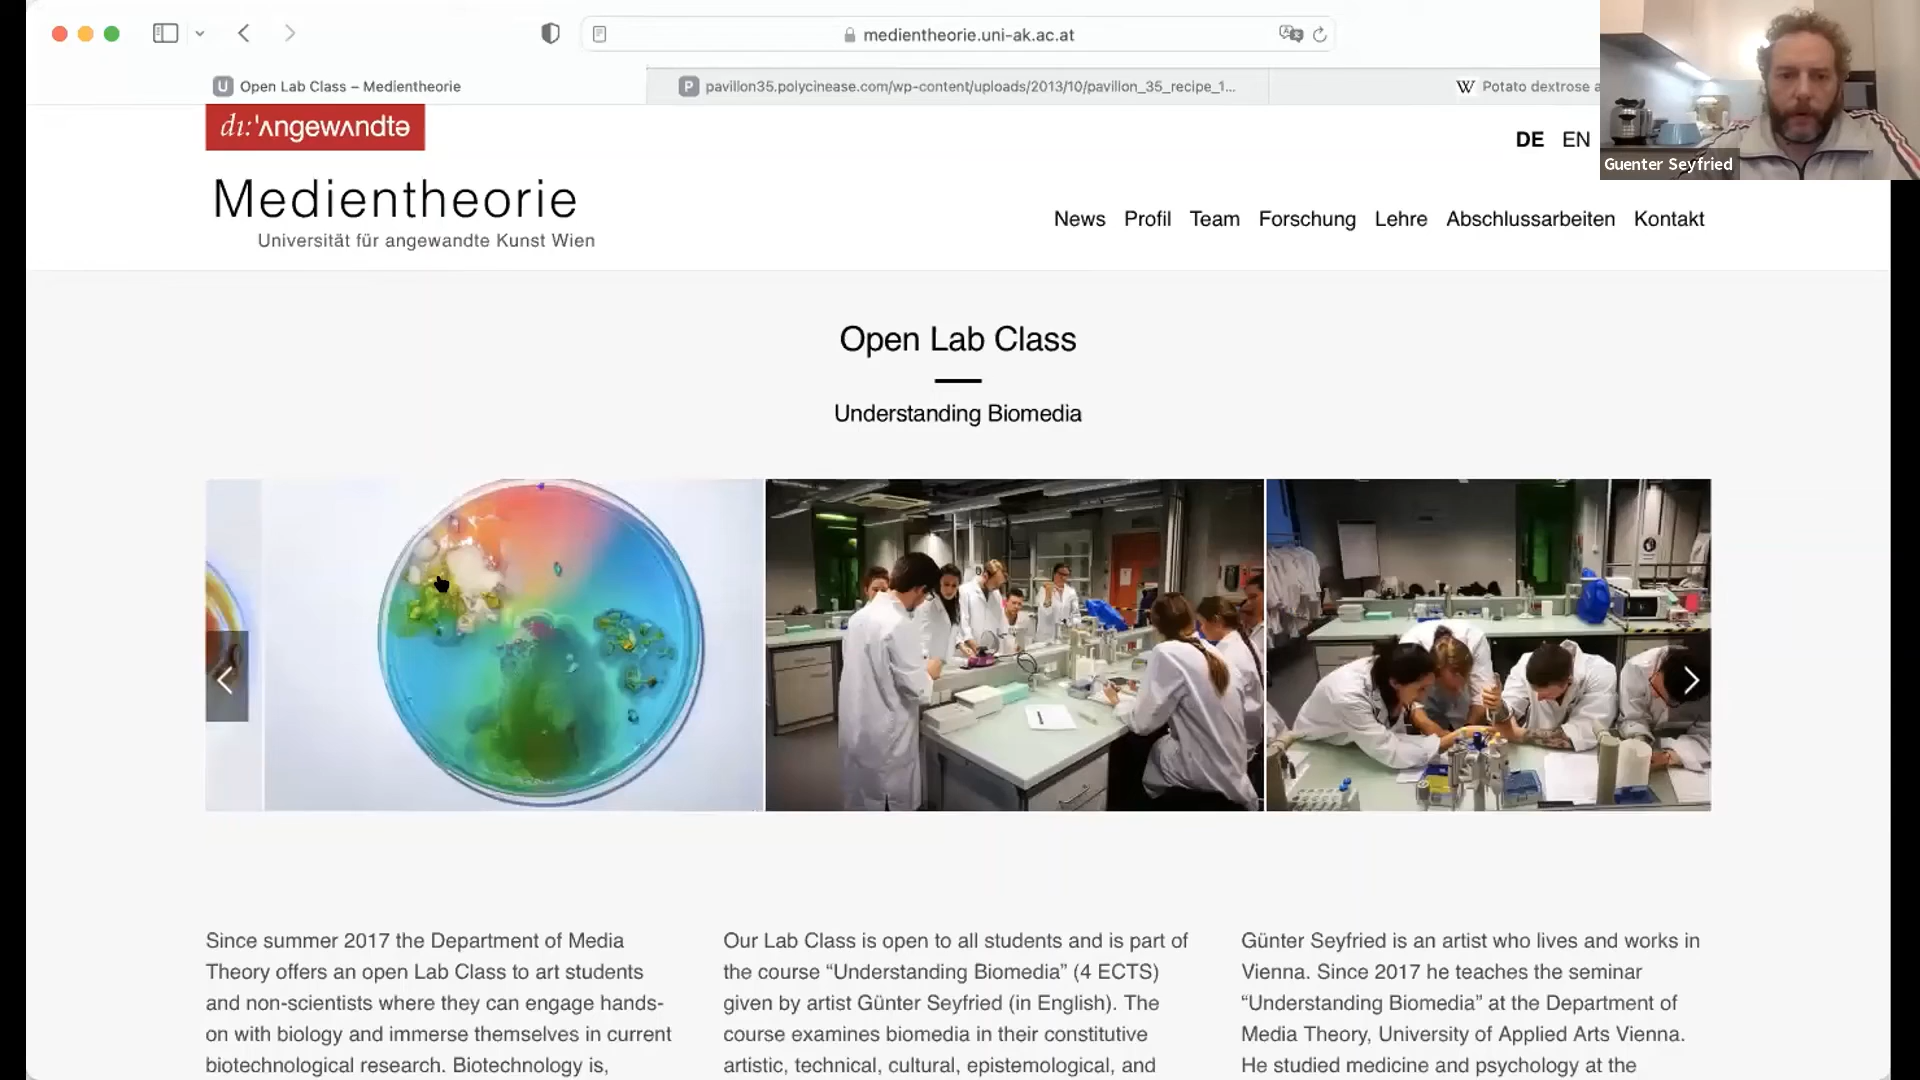 medientheorie.uni-ak.ac.at
U Open Lab Class – Medientheorie
P pavillon35.polycinease.com/wp-content/uploads/2013/10/pavillon_35_recipe_1...
W Potato dextrose a
dı:'ʌngewʌndtə
DE EN
Guenter Seyfried
Medientheorie
Universität für angewandte Kunst Wien
News Profil Team Forschung Lehre Abschlussarbeiten Kontakt
Open Lab Class
Understanding Biomedia
Since summer 2017 the Department of Media
Theory offers an open Lab Class to art students
and non-scientists where they can engage hands-
on with biology and immerse themselves in current
biotechnological research. Biotechnology is,
Our Lab Class is open to all students and is part of
the course “Understanding Biomedia” (4 ECTS)
given by artist Günter Seyfried (in English). The
course examines biomedia in their constitutive
artistic, technical, cultural, epistemological, and
Günter Seyfried is an artist who lives and works in
Vienna. Since 2017 he teaches the seminar
“Understanding Biomedia” at the Department of
Media Theory, University of Applied Arts Vienna.
He studied medicine and psychology at the